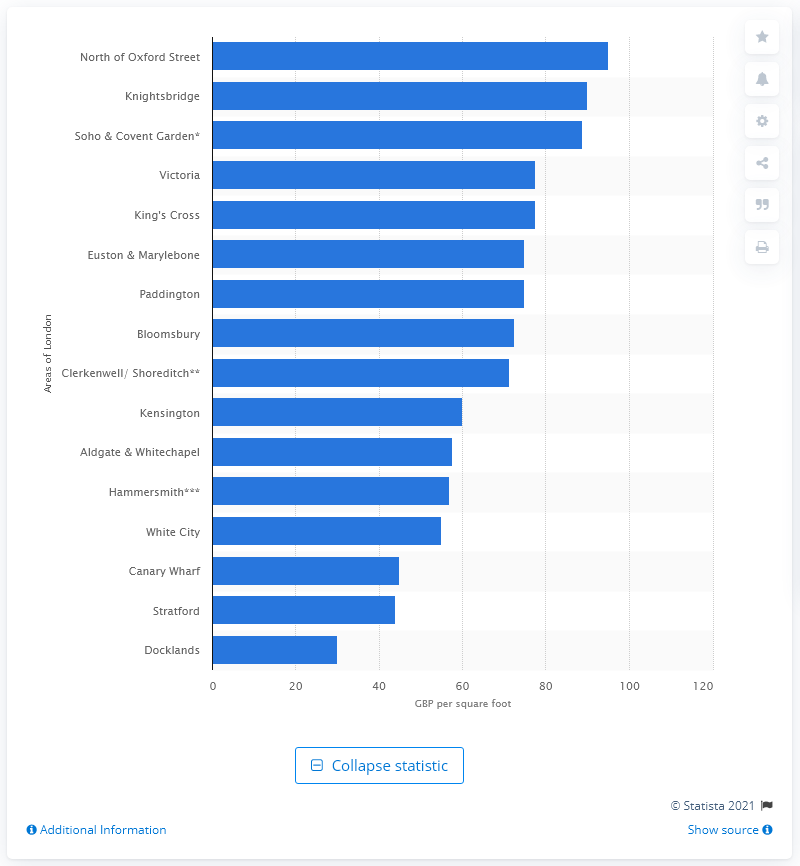 North of Oxford Street
Knightsbridge
Soho & Covent Garden*
Victoria
King's Cross
Euston & Marylebone
Paddington
Bloomsbury
Clerkenwell/ Shoreditch**
Kensington
Aldgate & Whitechapel
Hammersmith***
White City
Canary Wharf
Stratford
Docklands
Areas of London
0 20 40 60 80 100 120
GBP per square foot
Collapse statistic
© Statista 2021
Additional Information
Show source